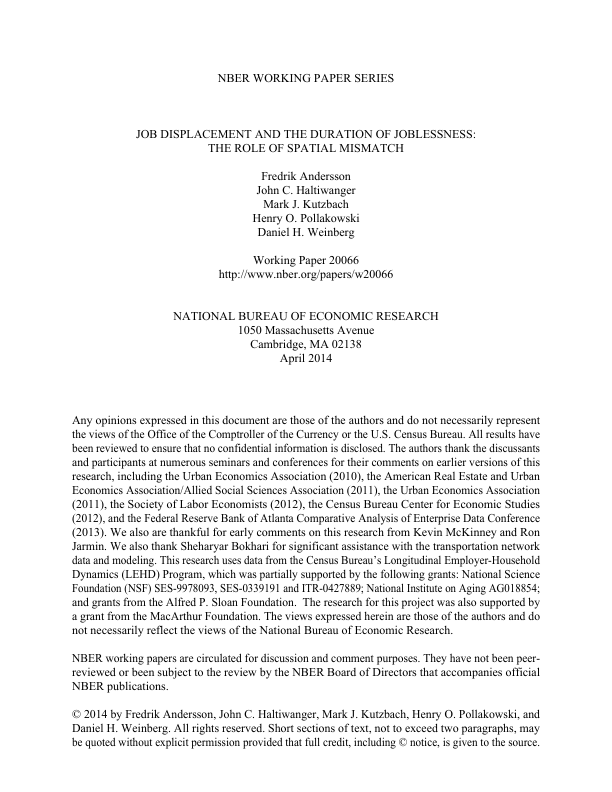 NBER WORKING PAPER SERIES
JOB DISPLACEMENT AND THE DURATION OF JOBLESSNESS:
THE ROLE OF SPATIAL MISMATCH
Fredrik Andersson
John C. Haltiwanger
Mark J. Kutzbach
Henry O. Pollakowski
Daniel H. Weinberg
Working Paper 20066
http://www.nber.org/papers/w20066
NATIONAL BUREAU OF ECONOMIC RESEARCH
1050 Massachusetts Avenue
Cambridge, MA 02138
April 2014
Any opinions expressed in this document are those of the authors and do not necessarily represent
the views of the Office of the Comptroller of the Currency or the U.S. Census Bureau. All results have
been reviewed to ensure that no confidential information is disclosed. The authors thank the discussants
and participants at numerous seminars and conferences for their comments on earlier versions of this
research, including the Urban Economics Association (2010), the American Real Estate and Urban
Economics Association/Allied Social Sciences Association (2011), the Urban Economics Association
(2011), the Society of Labor Economists (2012), the Census Bureau Center for Economic Studies
(2012), and the Federal Reserve Bank of Atlanta Comparative Analysis of Enterprise Data Conference
(2013). We also are thankful for early comments on this research from Kevin McKinney and Ron
Jarmin. We also thank Sheharyar Bokhari for significant assistance with the transportation network
data and modeling. This research uses data from the Census Bureau's Longitudinal Employer-Household
Dynamics (LEHD) Program, which was partially supported by the following grants: National Science
Foundation (NSF) SES-9978093, SES-0339191 and ITR-0427889; National Institute on Aging AG018854;
and grants from the Alfred P. Sloan Foundation.  The research for this project was also supported by
a grant from the MacArthur Foundation. The views expressed herein are those of the authors and do
not necessarily reflect the views of the National Bureau of Economic Research.
NBER working papers are circulated for discussion and comment purposes. They have not been peer-
reviewed or been subject to the review by the NBER Board of Directors that accompanies official
NBER publications.
© 2014 by Fredrik Andersson, John C. Haltiwanger, Mark J. Kutzbach, Henry O. Pollakowski, and
Daniel H. Weinberg. All rights reserved. Short sections of text, not to exceed two paragraphs, may
be quoted without explicit permission provided that full credit, including © notice, is given to the source.